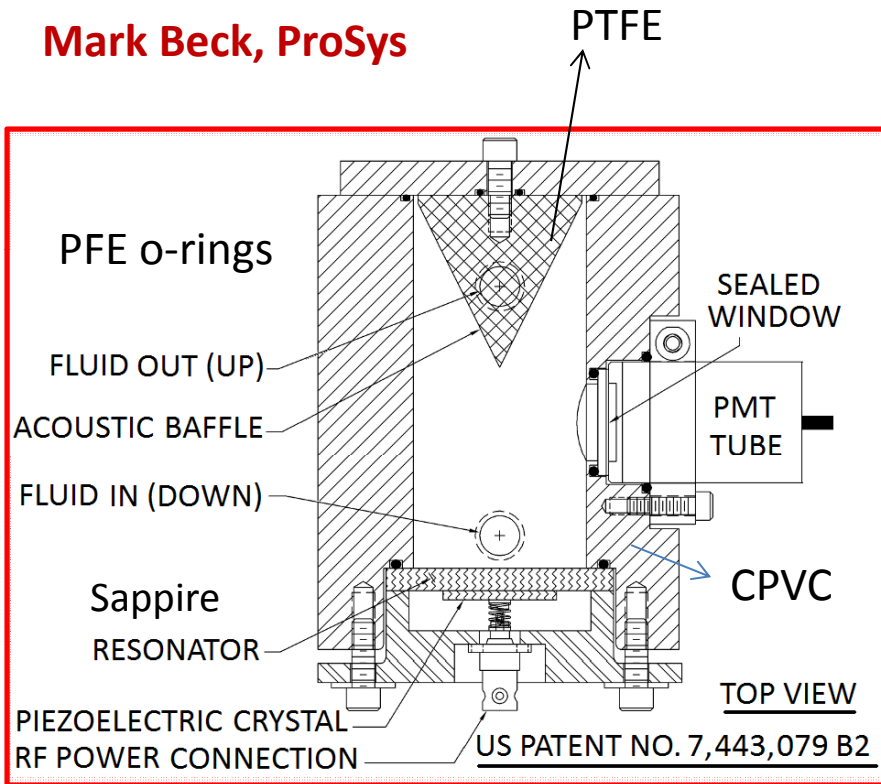 Mark Beck, ProSys
PTFE
PFE o-rings
SEALED
WINDOW
FLUID OUT (UP)
ACOUSTIC BAFFLE
PMT
TUBE
FLUID IN (DOWN)
CPVC
Sappire
RESONATOR
TOP VIEW
PIEZOELECTRIC CRYSTAL
RF POWER CONNECTION
US PATENT NO. 7,443,079 B2